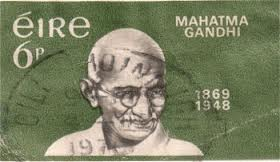 éIRe
6P
MAHATMA
GANDHI
1869
1948